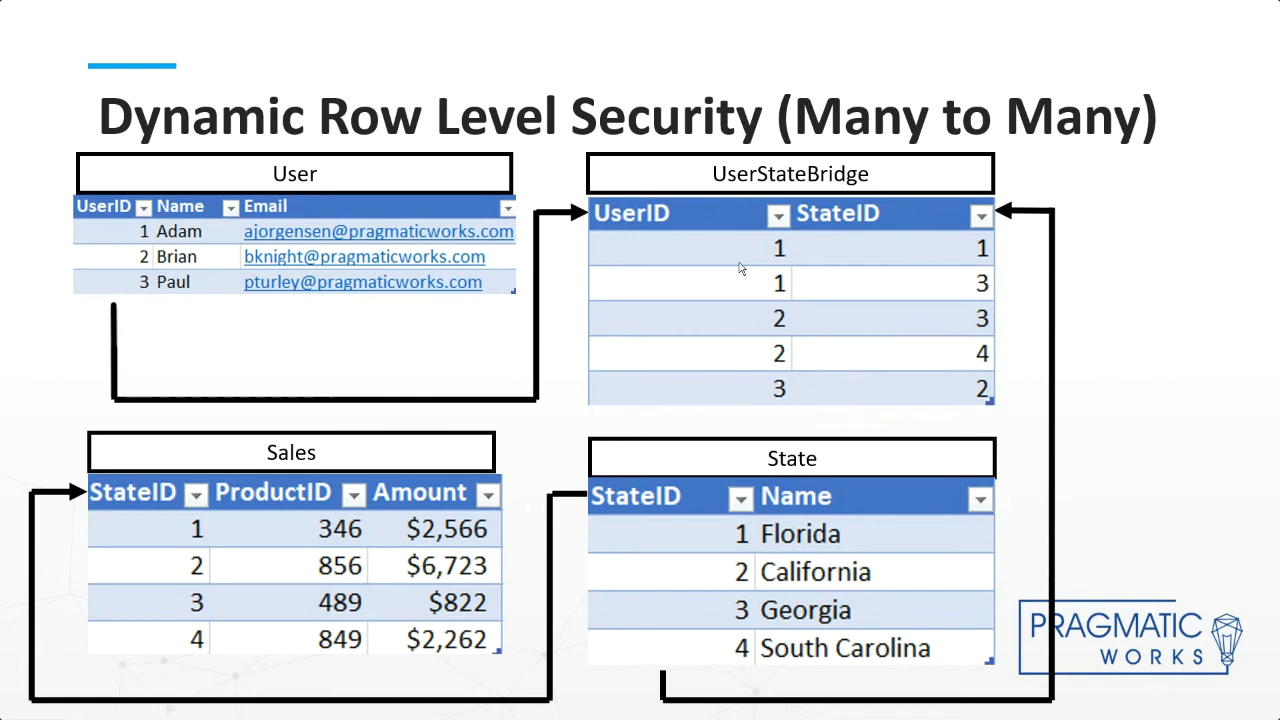 Dynamic Row Level Security (Many to Many)
User
UserID Name Email
1 Adam ajorgensen@pragmaticworks.com
2 Brian bknight@pragmaticworks.com
3 Paul pturley@pragmaticworks.com
UserStateBridge
UserID StateID
1 1
1 3
2 3
2 4
3 2
Sales
StateID ProductID Amount
1 346 $2,566
2 856 $6,723
3 489 $822
4 849 $2,262
State
StateID Name
1 Florida
2 California
3 Georgia
4 South Carolina
PRAGMATIC
WORKS